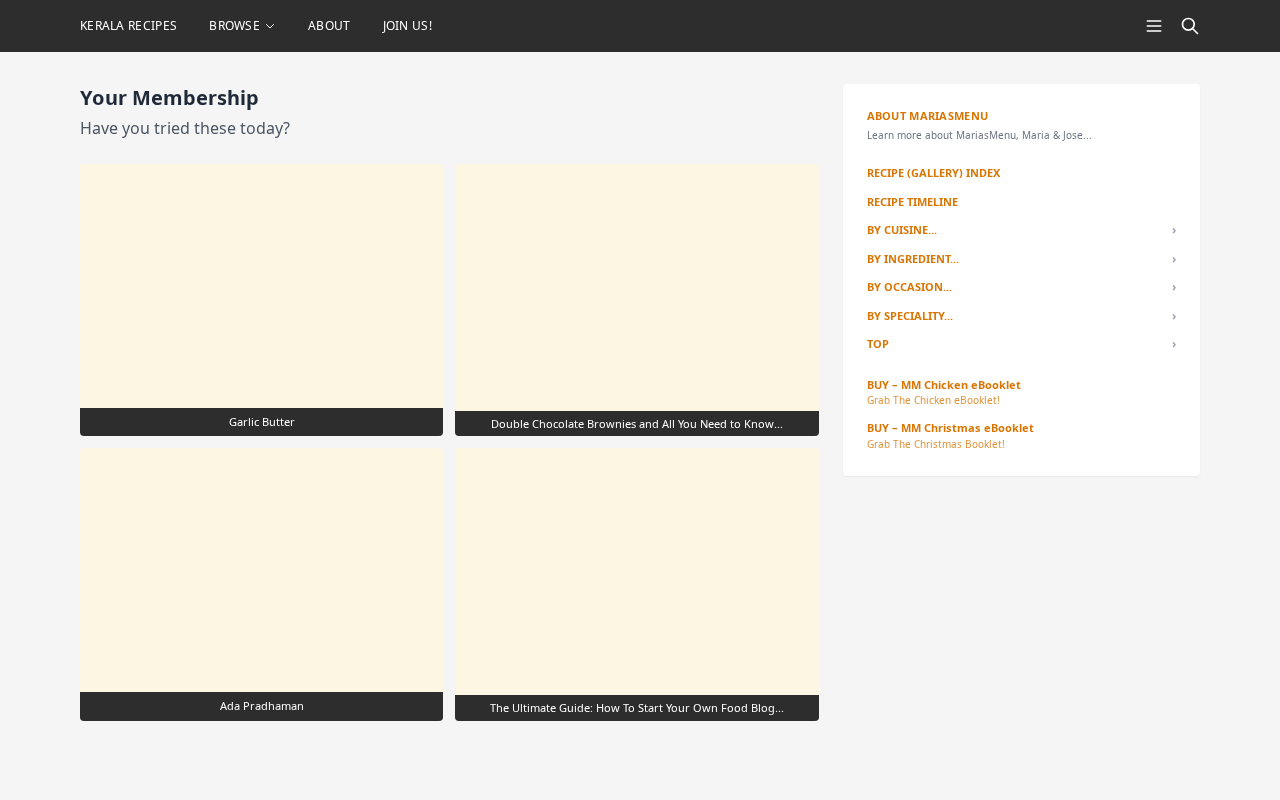 KERALA RECIPES BROWSE ABOUT JOIN US!
Your Membership
Have you tried these today?
Garlic Butter
Double Chocolate Brownies and All You Need to Know...
Ada Pradhaman
The Ultimate Guide: How To Start Your Own Food Blog...
ABOUT MARIASMENU
Learn more about MariasMenu, Maria & Jose...
RECIPE (GALLERY) INDEX
RECIPE TIMELINE
BY CUISINE... ›
BY INGREDIENT... ›
BY OCCASION... ›
BY SPECIALITY... ›
TOP ›
BUY – MM Chicken eBooklet
Grab The Chicken eBooklet!
BUY – MM Christmas eBooklet
Grab The Christmas Booklet!